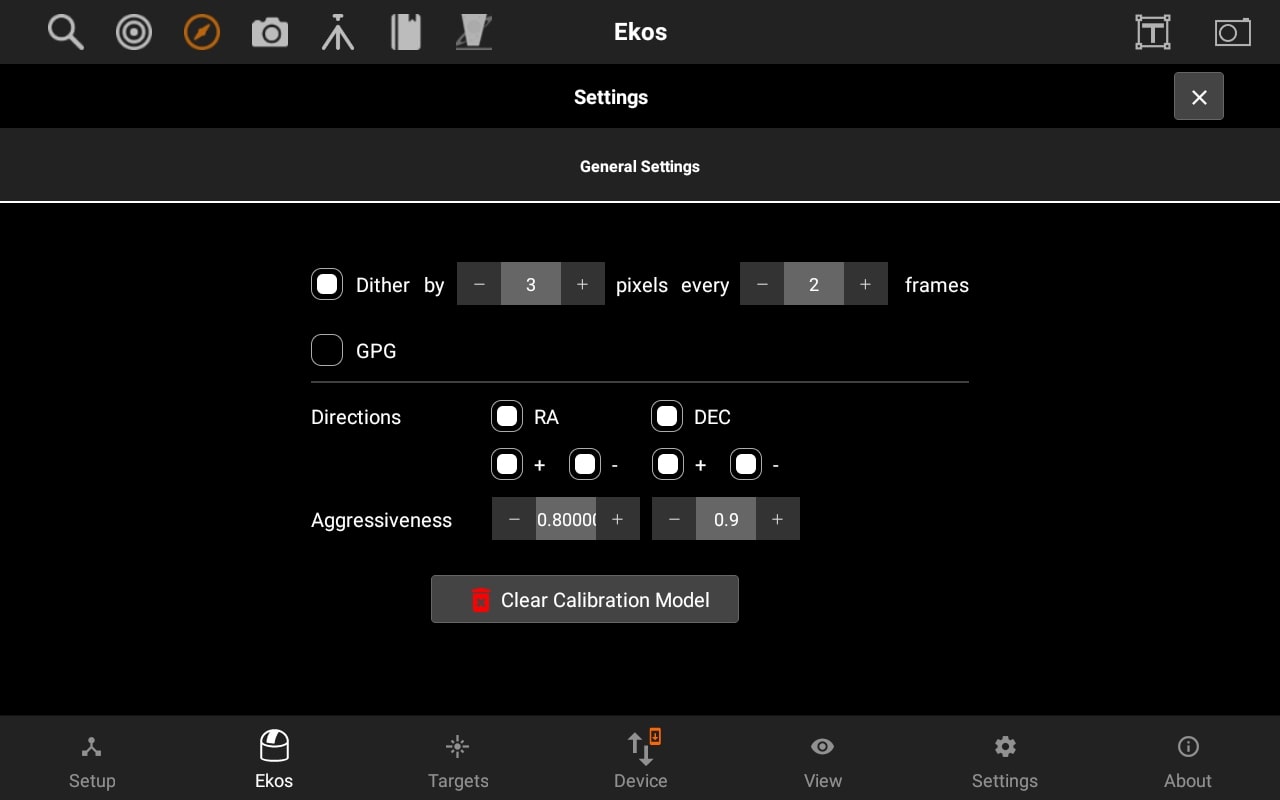 Ekos
T
Settings
General Settings
Dither by − 3 + pixels every − 2 + frames
GPG
Directions RA DEC
+ - + -
Aggressiveness − 0.8000 + − 0.9 +
Clear Calibration Model
Setup Ekos Targets Device View Settings About